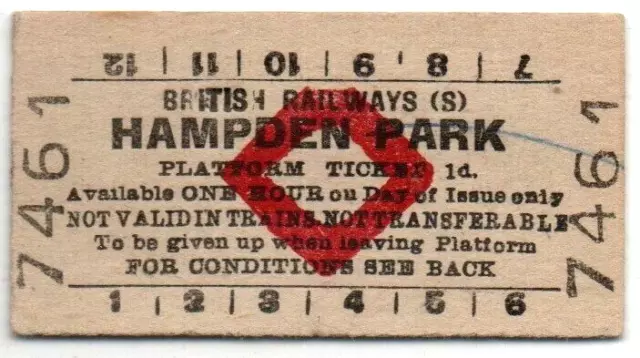 12 | 11 | 10 | 9 | 8 | 7
BRITISH RAILWAYS (S)
HAMPDEN PARK
PLATFORM TICKET 1d.
Available ONE HOUR on Day of Issue only
NOT VALID IN TRAINS. NOT TRANSFERABLE
To be given up when leaving Platform
FOR CONDITIONS SEE BACK
1 | 2 | 3 | 4 | 5 | 6
7461
7461